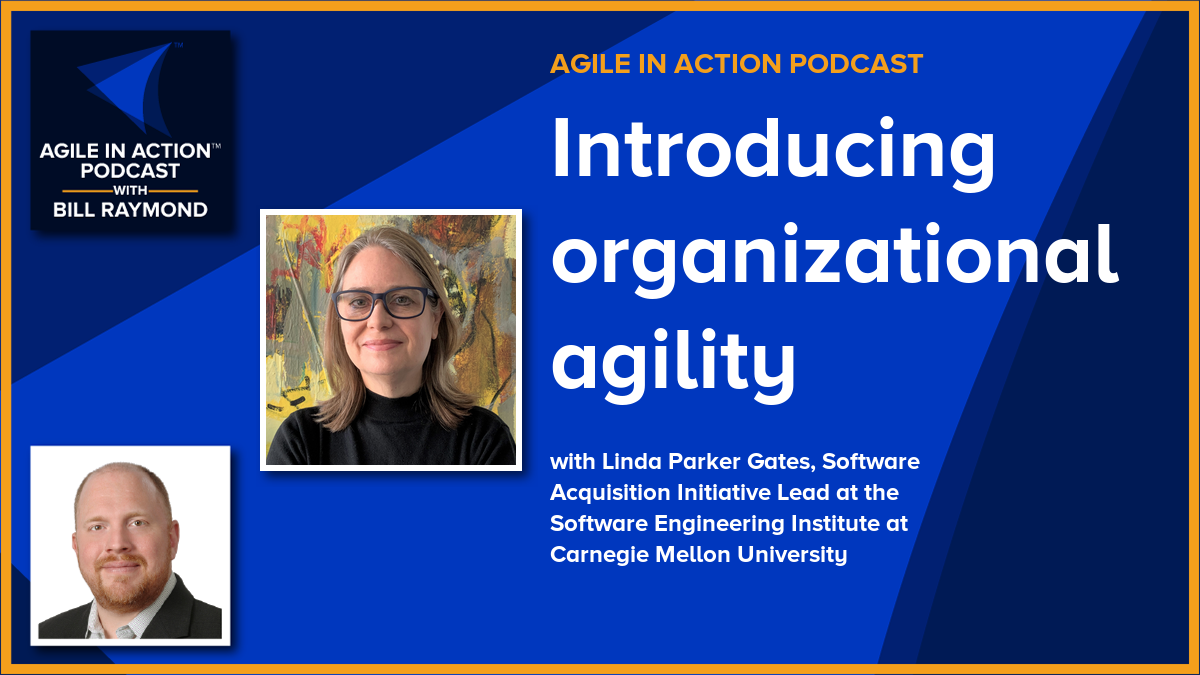 AGILE IN ACTION™
PODCAST
WITH
BILL RAYMOND
AGILE IN ACTION PODCAST
Introducing
organizational
agility
with Linda Parker Gates, Software
Acquisition Initiative Lead at the
Software Engineering Institute at
Carnegie Mellon University